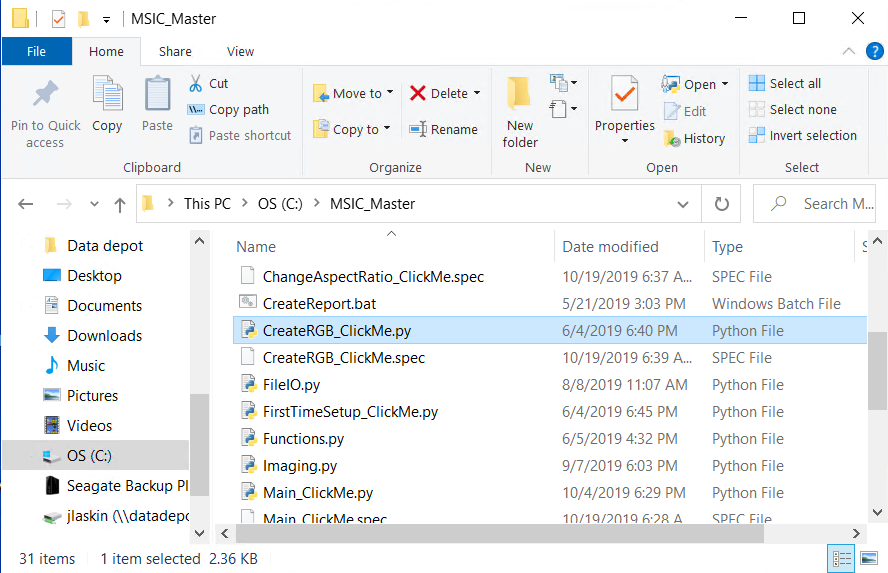 MSIC_Master
File Home Share View
Pin to Quick access
Copy
Paste
Cut
Copy path
Paste shortcut
Clipboard
Move to
Copy to
Delete
Rename
Organize
New folder
New
Properties
Open
Edit
History
Open
Select all
Select none
Invert selection
Select
This PC > OS (C:) > MSIC_Master
Search M...
Data depot
Desktop
Documents
Downloads
Music
Pictures
Videos
OS (C:)
Seagate Backup Pl
jlaskin (\\datadepo
Name Date modified Type S
ChangeAspectRatio_ClickMe.spec 10/19/2019 6:37 A... SPEC File
CreateReport.bat 5/21/2019 3:03 PM Windows Batch File
CreateRGB_ClickMe.py 6/4/2019 6:40 PM Python File
CreateRGB_ClickMe.spec 10/19/2019 6:39 A... SPEC File
FileIO.py 8/8/2019 11:07 AM Python File
FirstTimeSetup_ClickMe.py 6/4/2019 6:45 PM Python File
Functions.py 6/5/2019 4:32 PM Python File
Imaging.py 9/7/2019 6:03 PM Python File
Main_ClickMe.py 10/4/2019 6:29 PM Python File
Main_ClickMe.spec 10/19/2019 6:28 A... SPEC File
31 items 1 item selected 2.36 KB